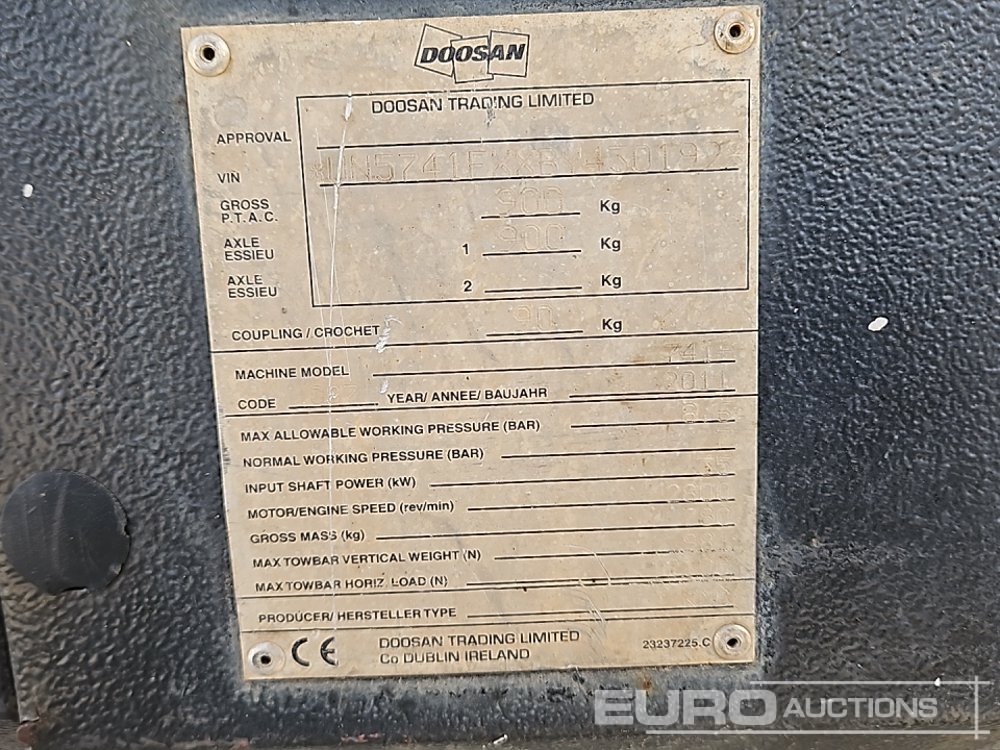 DOOSAN
DOOSAN TRADING LIMITED
APPROVAL
VIN
GROSS 900 Kg
P.T.A.C.
AXLE
ESSIEU 1 900 Kg
AXLE
ESSIEU 2 Kg
COUPLING / CROCHET 90 Kg
MACHINE MODEL
CODE YEAR/ ANNEE/ BAUJAHR 2011
MAX ALLOWABLE WORKING PRESSURE (BAR)
NORMAL WORKING PRESSURE (BAR)
INPUT SHAFT POWER (kW)
MOTOR/ENGINE SPEED (rev/min)
GROSS MASS (kg)
MAX TOWBAR VERTICAL WEIGHT (N)
MAX TOWBAR HORIZ. LOAD (N)
PRODUCER/ HERSTELLER TYPE
CE DOOSAN TRADING LIMITED 23237225.C
Co DUBLIN IRELAND
EURO AUCTIONS